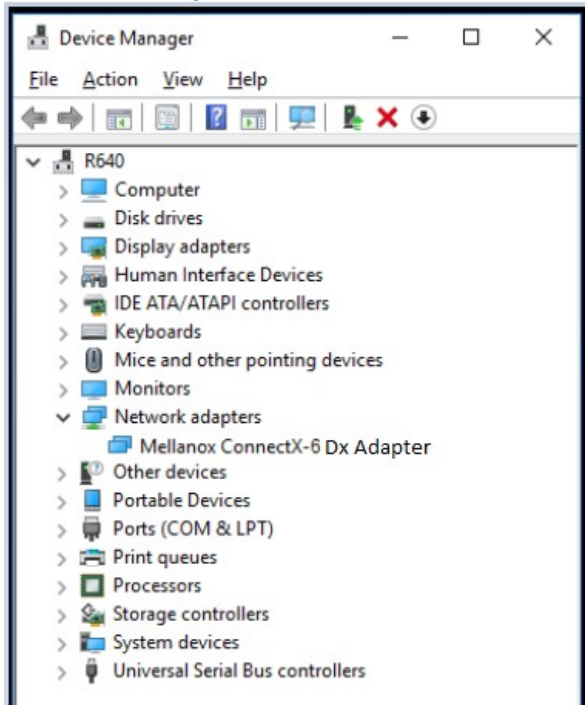 Device Manager
File Action View Help
R640
Computer
Disk drives
Display adapters
Human Interface Devices
IDE ATA/ATAPI controllers
Keyboards
Mice and other pointing devices
Monitors
Network adapters
Mellanox ConnectX-6 Dx Adapter
Other devices
Portable Devices
Ports (COM & LPT)
Print queues
Processors
Storage controllers
System devices
Universal Serial Bus controllers